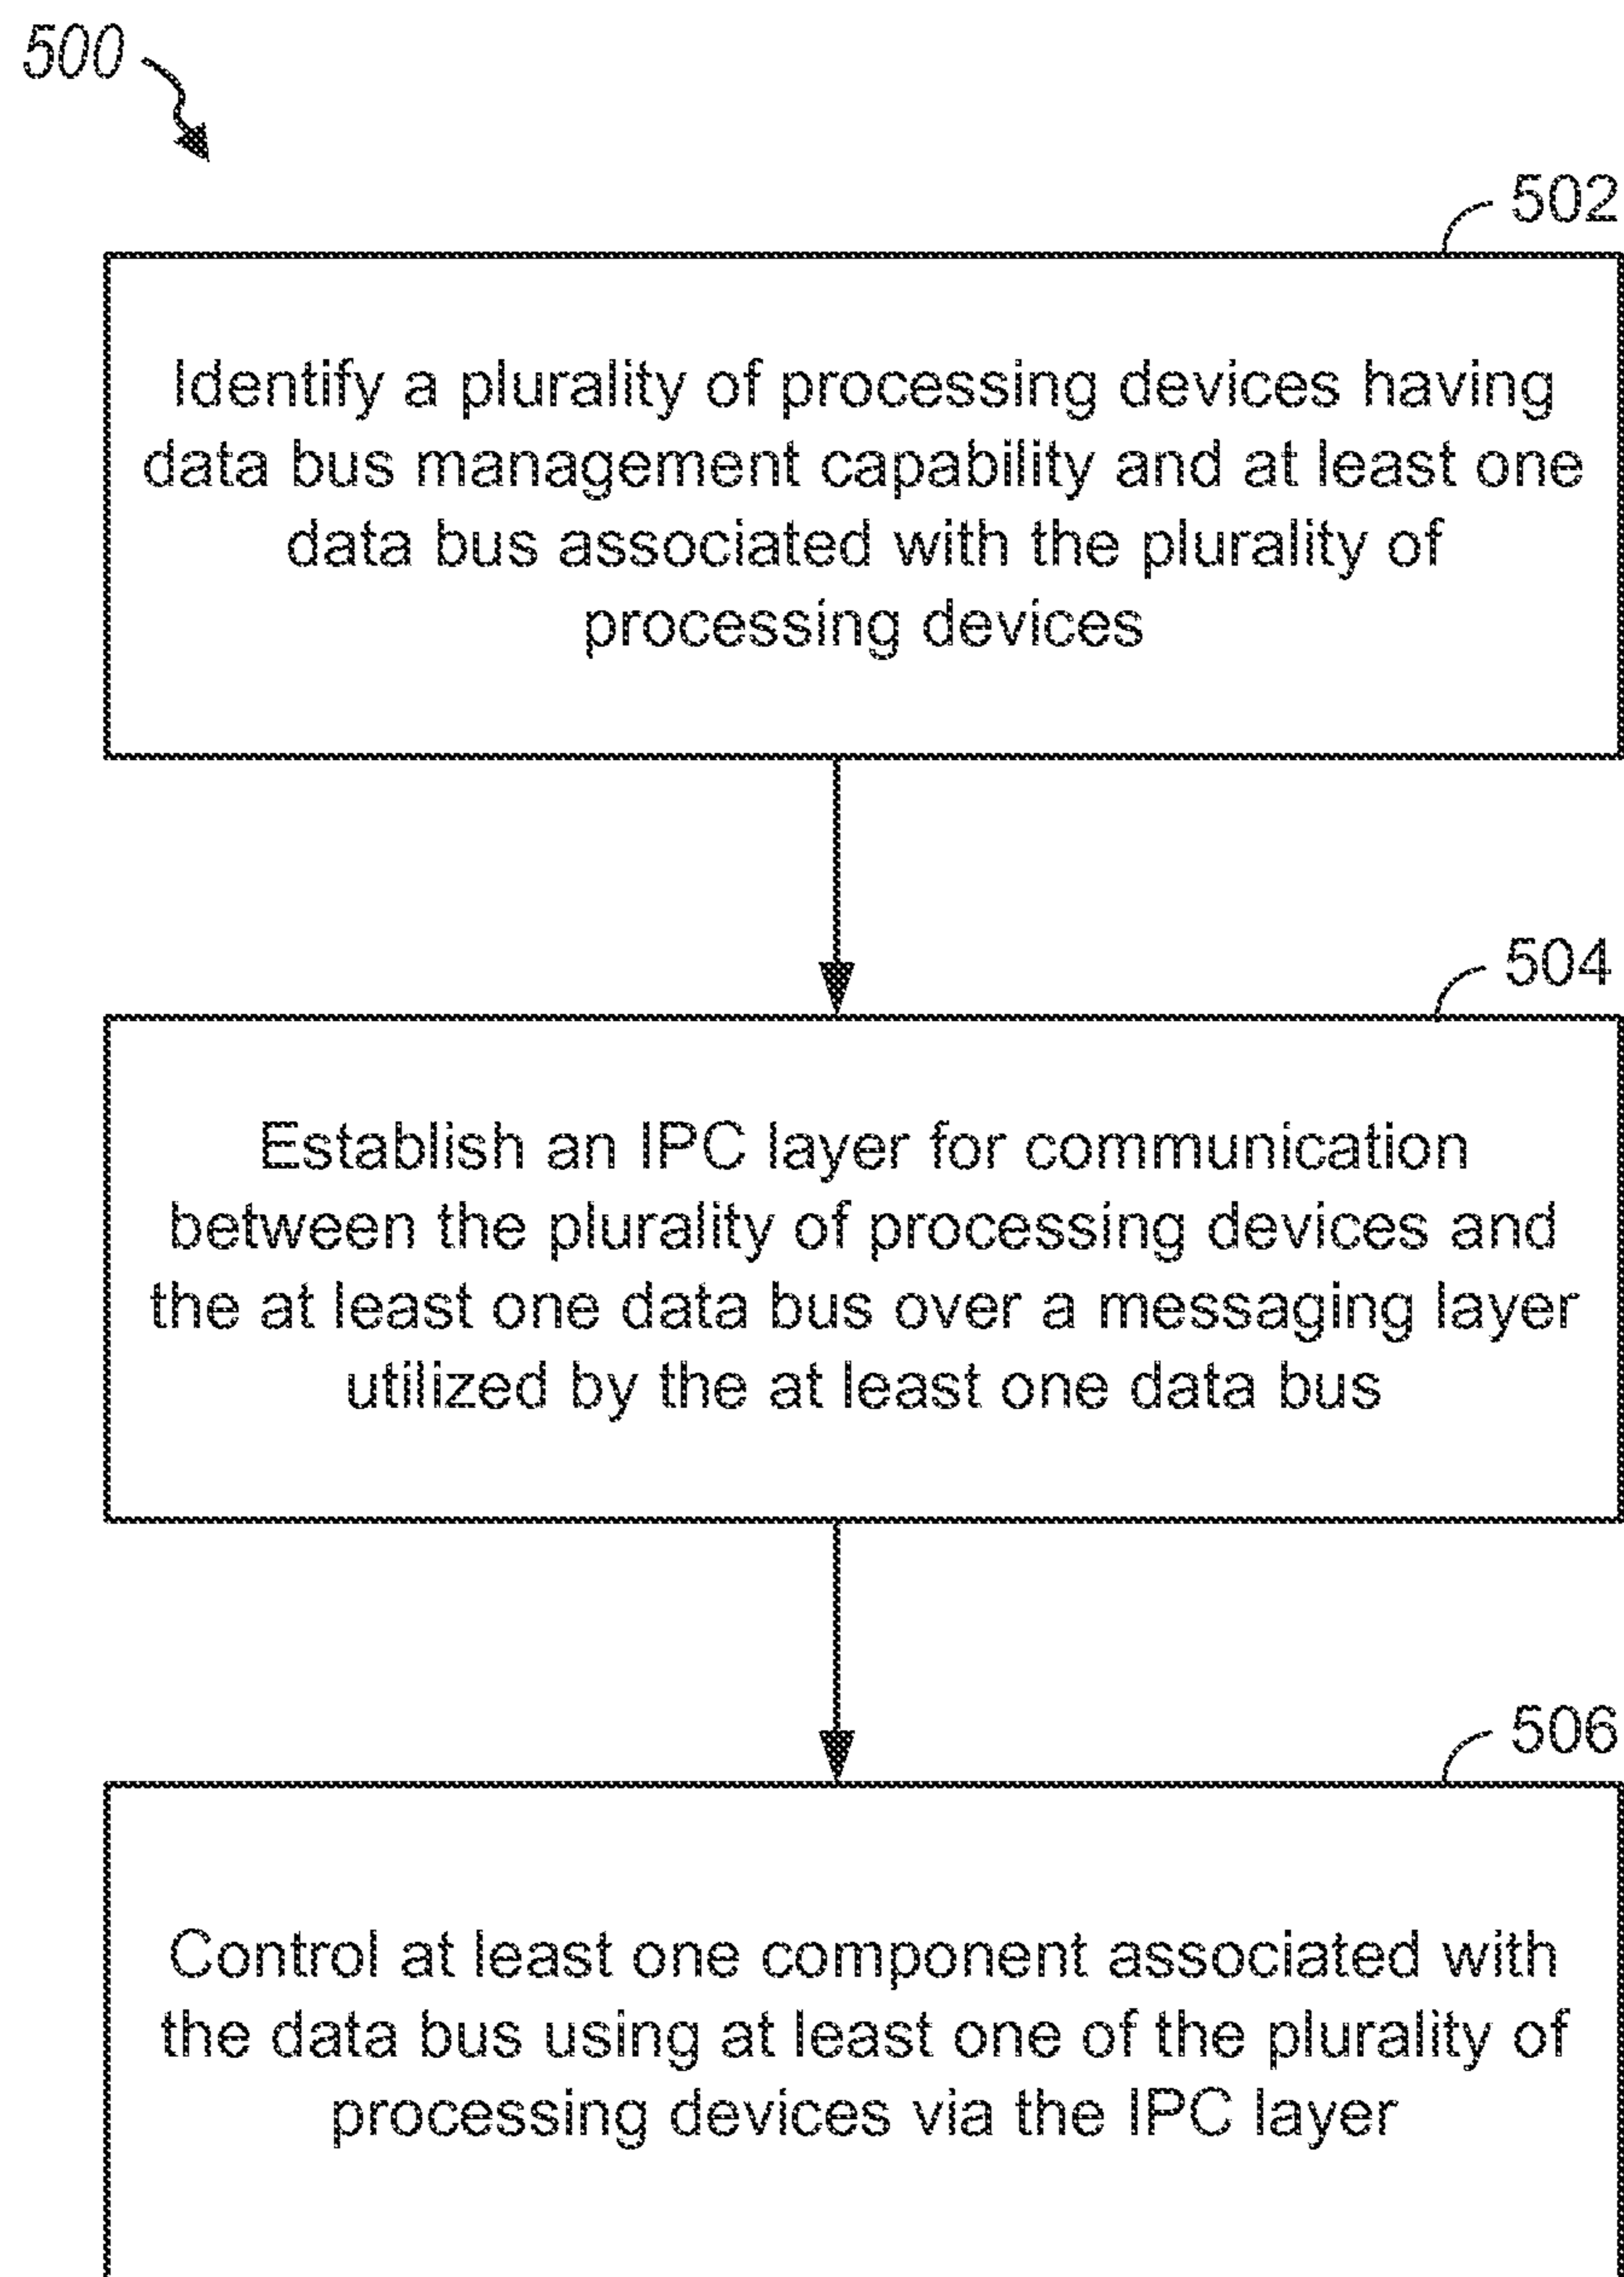 500
502
Identify a plurality of processing devices having
data bus management capability and at least one
data bus associated with the plurality of
processing devices
504
Establish an IPC layer for communication
between the plurality of processing devices and
the at least one data bus over a messaging layer
utilized by the at least one data bus
506
Control at least one component associated with
the data bus using at least one of the plurality of
processing devices via the IPC layer